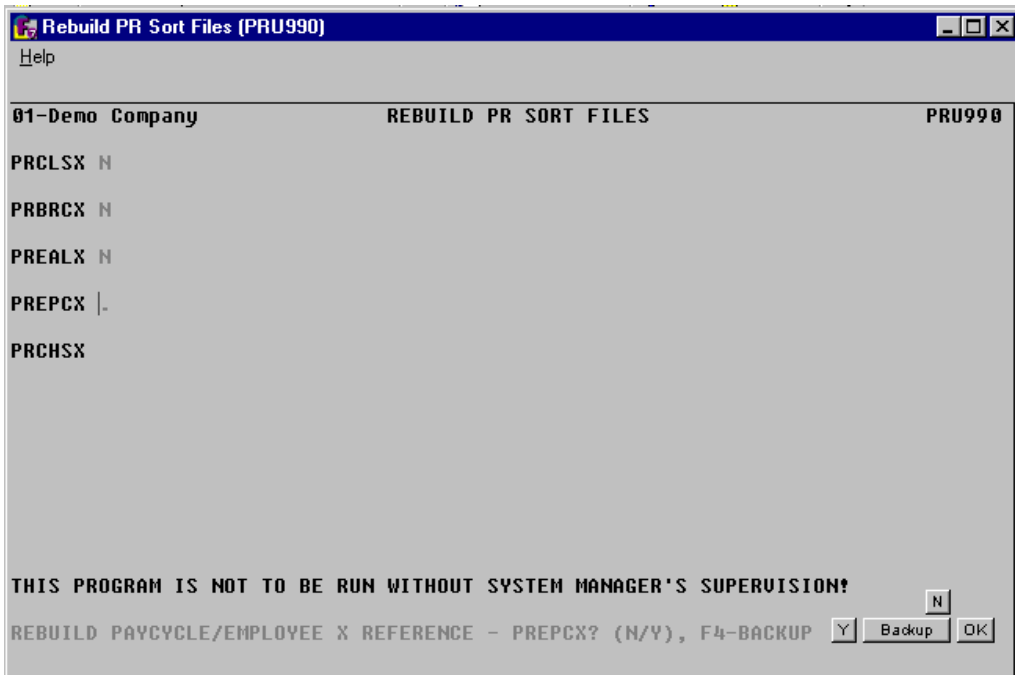 Rebuild PR Sort Files (PRU990)
Help
01-Demo Company REBUILD PR SORT FILES PRU990
PRCLSX N
PRBRCX N
PREALX N
PREPCX .
PRCHSX
THIS PROGRAM IS NOT TO BE RUN WITHOUT SYSTEM MANAGER'S SUPERVISION!
N
REBUILD PAYCYCLE/EMPLOYEE X REFERENCE - PREPCX? (N/Y), F4-BACKUP Y Backup OK